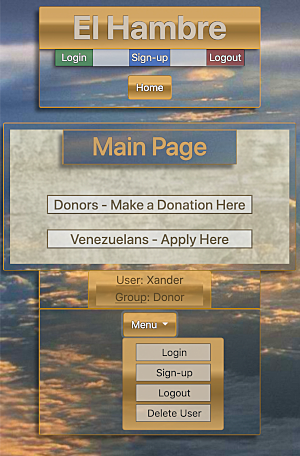 El Hambre
Login Sign-up Logout
Home
Main Page
Donors - Make a Donation Here
Venezuelans - Apply Here
User: Xander
Group: Donor
Menu
Login
Sign-up
Logout
Delete User